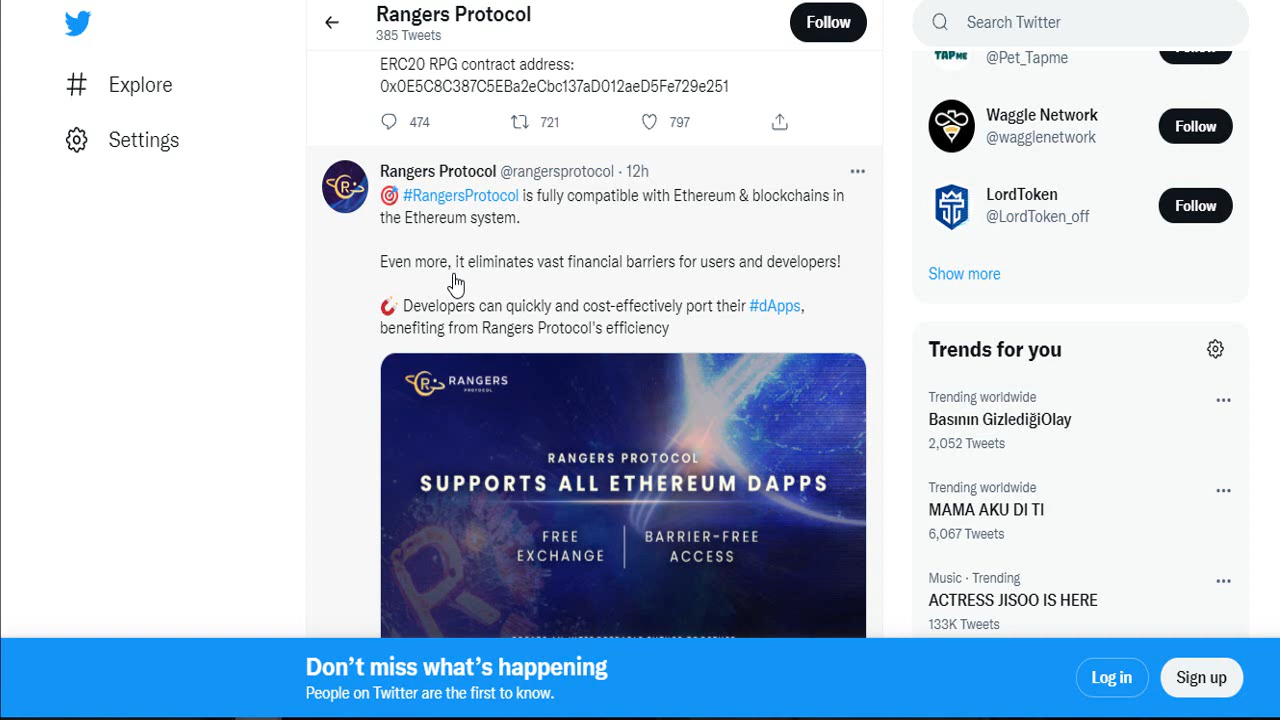 Rangers Protocol
385 Tweets
Follow
Search Twitter
Explore
Settings
ERC20 RPG contract address:
0x0E5C8C387C5EBa2eCbc137aD012aeD5Fe729e251
474
721
797
Rangers Protocol @rangersprotocol · 12h
#RangersProtocol is fully compatible with Ethereum & blockchains in
the Ethereum system.
Even more, it eliminates vast financial barriers for users and developers!
Developers can quickly and cost-effectively port their #dApps,
benefiting from Rangers Protocol's efficiency
RANGERS
PROTOCOL
RANGERS PROTOCOL
SUPPORTS ALL ETHEREUM DAPPS
FREE
EXCHANGE
BARRIER-FREE
ACCESS
TAPME
@Pet_Tapme
Follow
Waggle Network
@wagglenetwork
Follow
LordToken
@LordToken_off
Follow
Show more
Trends for you
Trending worldwide
Basının GizlediğiOlay
2,052 Tweets
Trending worldwide
MAMA AKU DI TI
6,067 Tweets
Music · Trending
ACTRESS JISOO IS HERE
133K Tweets
Don’t miss what’s happening
People on Twitter are the first to know.
Log in
Sign up